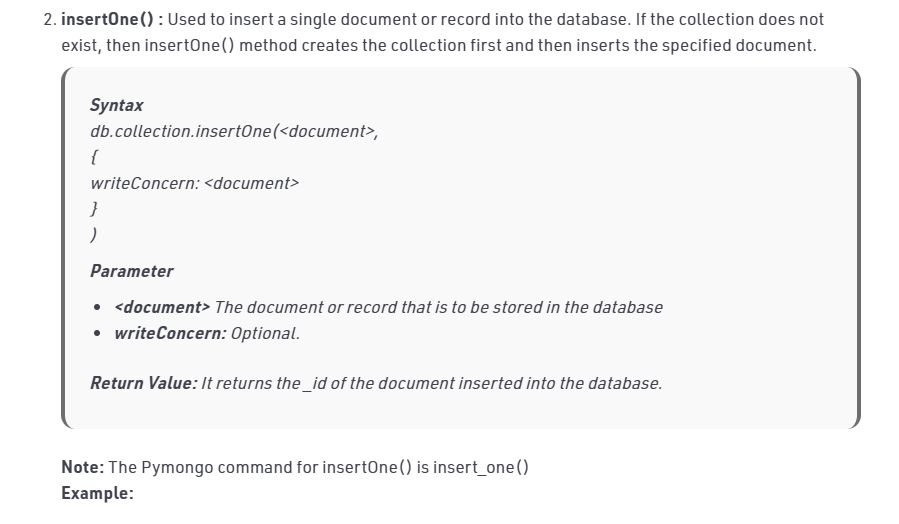 2. insertOne() : Used to insert a single document or record into the database. If the collection does not
exist, then insertOne() method creates the collection first and then inserts the specified document.
Syntax
db.collection.insertOne(<document>,
{
writeConcern: <document>
}
)
Parameter
• <document> The document or record that is to be stored in the database
• writeConcern: Optional.
Return Value: It returns the _id of the document inserted into the database.
Note: The Pymongo command for insertOne() is insert_one()
Example: